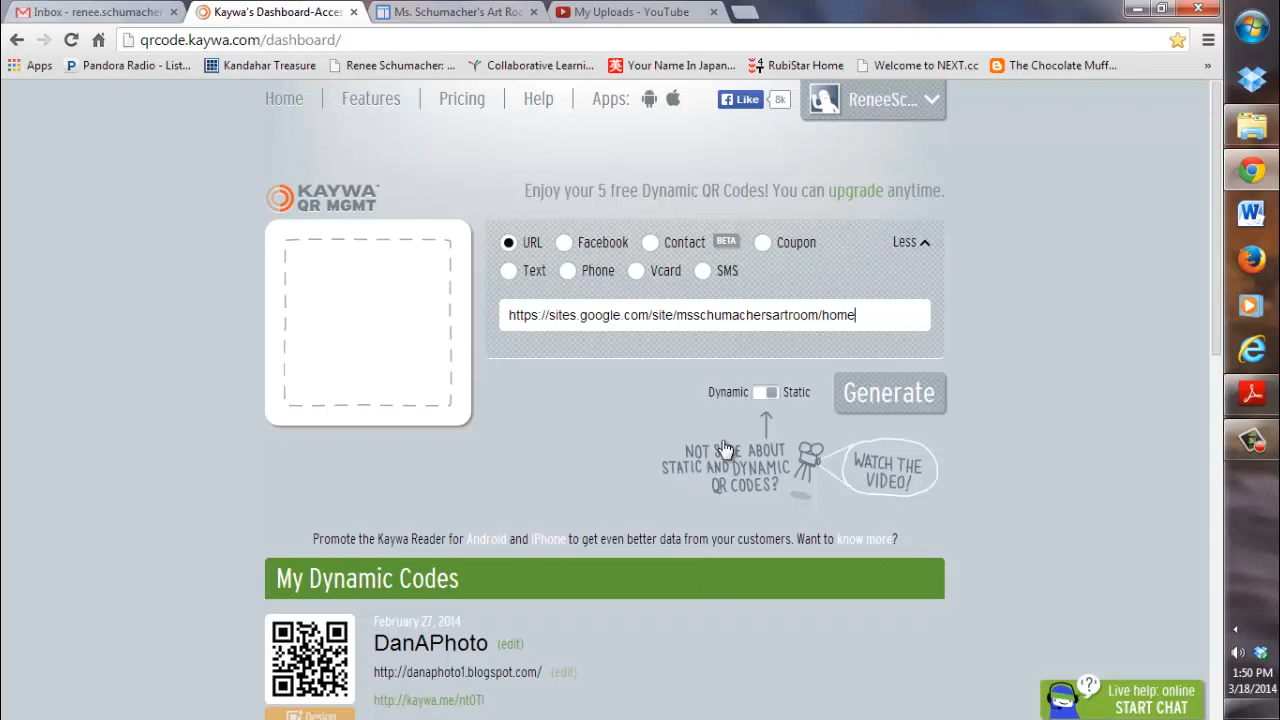 Inbox - renee.schumacher Kaywa's Dashboard-Acces Ms. Schumacher's Art Roo My Uploads - YouTube
qrcode.kaywa.com/dashboard/
Apps Pandora Radio - List... Kandahar Treasure Renee Schumacher: ... Collaborative Learnin... Your Name In Japan... RubiStar Home Welcome to NEXT.cc The Chocolate Muff... »
Home Features Pricing Help Apps: Like 8k ReneeSc...
KAYWA QR MGMT
Enjoy your 5 free Dynamic QR Codes! You can upgrade anytime.
URL Facebook Contact BETA Coupon Less
Text Phone Vcard SMS
https://sites.google.com/site/msschumachersartroom/home
Dynamic Static Generate
NOT ABOUT
STATIC AND DYNAMIC
QR CODES?
WATCH THE
VIDEO!
Promote the Kaywa Reader for Android and iPhone to get even better data from your customers. Want to know more?
My Dynamic Codes
February 27, 2014
DanAPhoto (edit)
http://danaphoto1.blogspot.com/ (edit)
Design
Live help: online
START CHAT
1:50 PM
3/18/2014